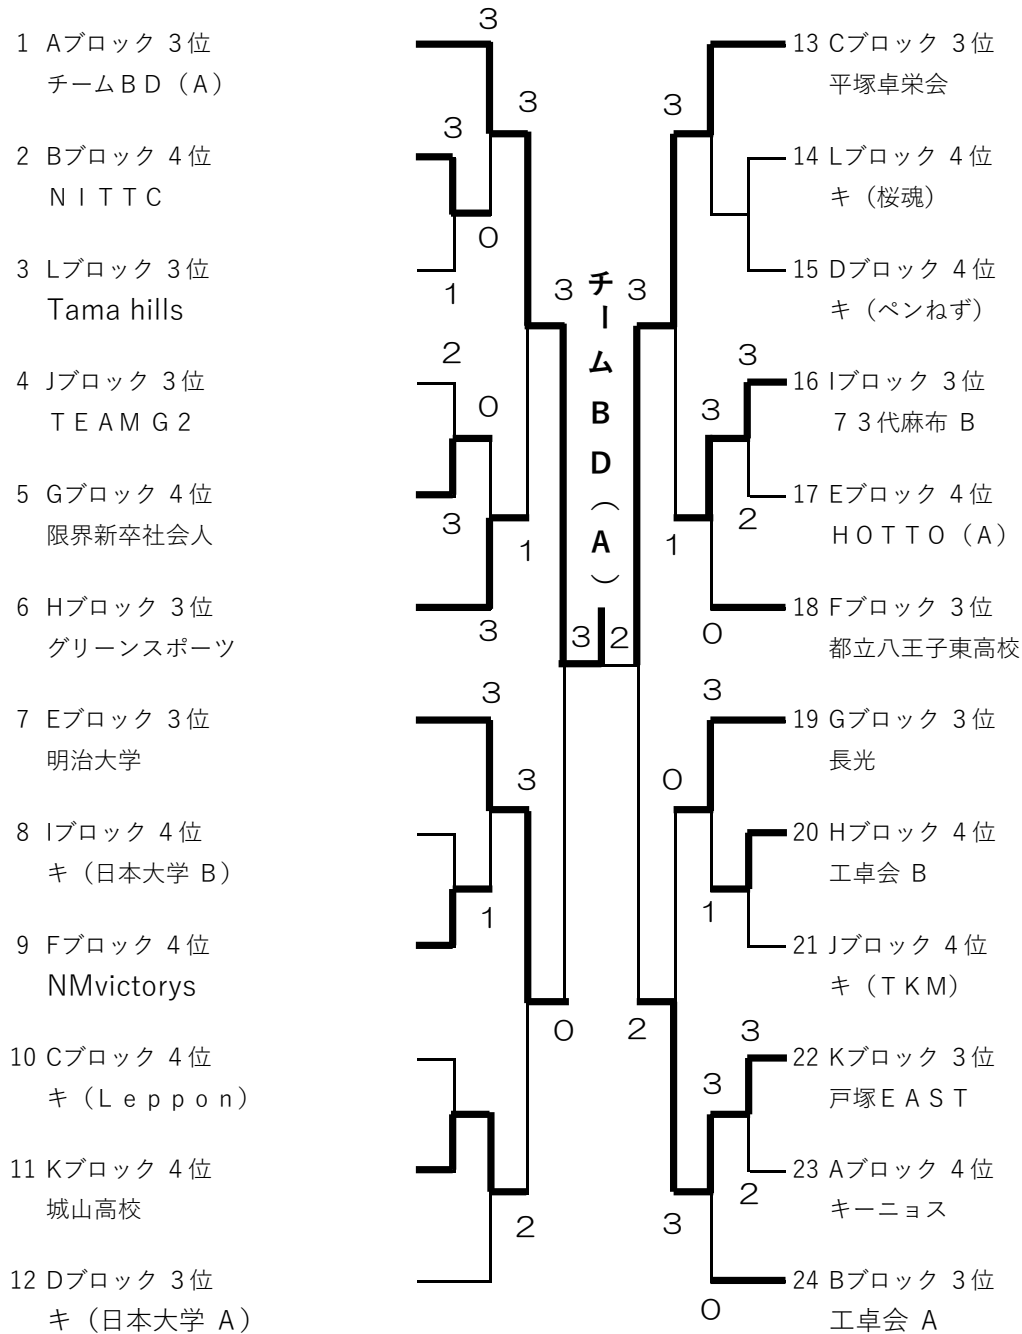 1 Aブロック 3位
チームBD（A）
2 Bブロック 4位
NITTC
3 Lブロック 3位
Tama hills
4 Jブロック 3位
TEAM G2
5 Gブロック 4位
限界新卒社会人
6 Hブロック 3位
グリーンスポーツ
7 Eブロック 3位
明治大学
8 Iブロック 4位
キ（日本大学 B）
9 Fブロック 4位
NMvictorys
10 Cブロック 4位
キ（Leppon）
11 Kブロック 4位
城山高校
12 Dブロック 3位
キ（日本大学 A）
3
3
3
0
1
2
0
3
1
3
3
3
1
2
3
0
チームBD（A）
3
2
3
3
3
3
1
2
0
3
0
1
2
3
3
2
3
0
13 Cブロック 3位
平塚卓栄会
14 Lブロック 4位
キ（桜魂）
15 Dブロック 4位
キ（ペンねず）
16 Iブロック 3位
７３代麻布 B
17 Eブロック 4位
HOTTO（A）
18 Fブロック 3位
都立八王子東高校
19 Gブロック 3位
長光
20 Hブロック 4位
工卓会 B
21 Jブロック 4位
キ（TKM）
22 Kブロック 3位
戸塚EAST
23 Aブロック 4位
キーニョス
24 Bブロック 3位
工卓会 A